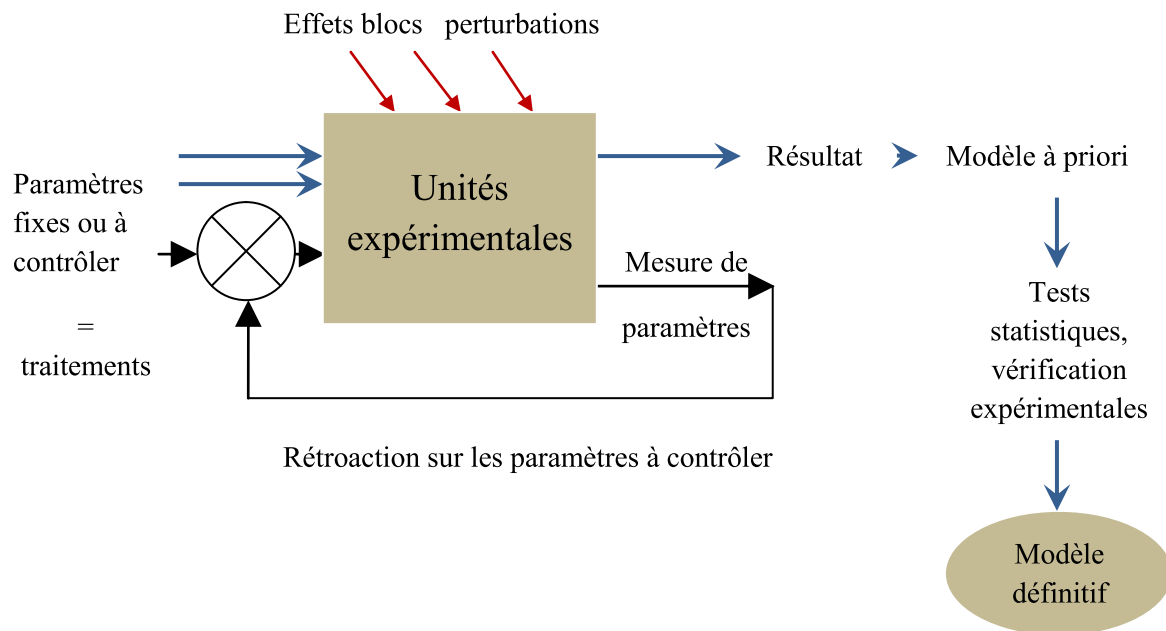 Effets blocs perturbations
Paramètres
fixes ou à
contrôler
=
traitements
Unités
expérimentales
Résultat
Modèle à priori
Mesure de
paramètres
Tests
statistiques,
vérification
expérimentales
Rétroaction sur les paramètres à contrôler
Modèle
définitif